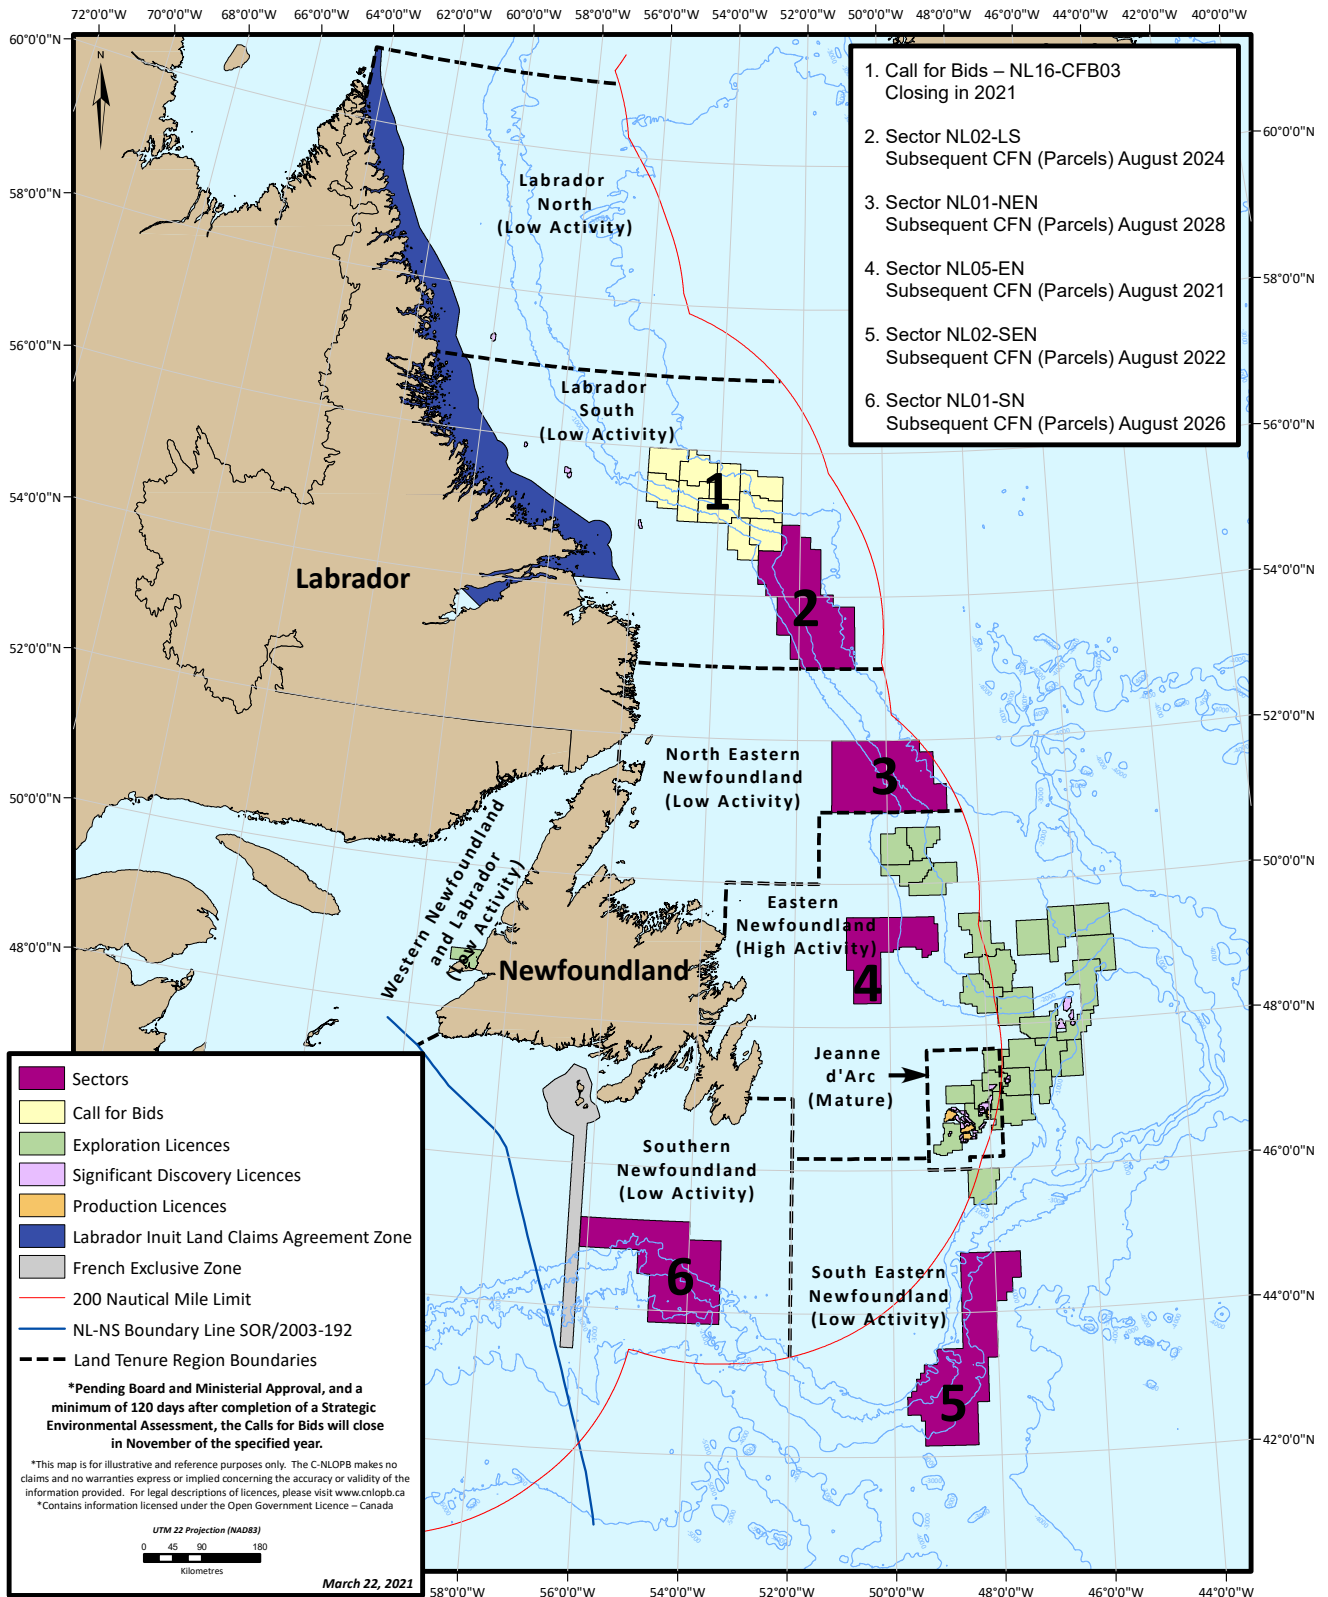 72°0'0"W 70°0'0"W 68°0'0"W 66°0'0"W 64°0'0"W 62°0'0"W 60°0'0"W 58°0'0"W 56°0'0"W 54°0'0"W 52°0'0"W 50°0'0"W 48°0'0"W 46°0'0"W 44°0'0"W 42°0'0"W 40°0'0"W
60°0'0"N
58°0'0"N
56°0'0"N
54°0'0"N
52°0'0"N
50°0'0"N
48°0'0"N
N
1. Call for Bids – NL16-CFB03
Closing in 2021
2. Sector NL02-LS
Subsequent CFN (Parcels) August 2024
3. Sector NL01-NEN
Subsequent CFN (Parcels) August 2028
4. Sector NL05-EN
Subsequent CFN (Parcels) August 2021
5. Sector NL02-SEN
Subsequent CFN (Parcels) August 2022
6. Sector NL01-SN
Subsequent CFN (Parcels) August 2026
60°0'0"N
58°0'0"N
56°0'0"N
54°0'0"N
52°0'0"N
50°0'0"N
48°0'0"N
46°0'0"N
44°0'0"N
42°0'0"N
Labrador
North
(Low Activity)
Labrador
South
(Low Activity)
1
Labrador
2
North Eastern
Newfoundland
(Low Activity)
3
Western Newfoundland
and Labrador
(Low Activity)
Eastern
Newfoundland
(High Activity)
Newfoundland
4
Jeanne
d'Arc
(Mature)
Southern
Newfoundland
(Low Activity)
6
South Eastern
Newfoundland
(Low Activity)
5
Sectors
Call for Bids
Exploration Licences
Significant Discovery Licences
Production Licences
Labrador Inuit Land Claims Agreement Zone
French Exclusive Zone
200 Nautical Mile Limit
NL-NS Boundary Line SOR/2003-192
Land Tenure Region Boundaries
*Pending Board and Ministerial Approval, and a
minimum of 120 days after completion of a Strategic
Environmental Assessment, the Calls for Bids will close
in November of the specified year.
*This map is for illustrative and reference purposes only. The C-NLOPB makes no
claims and no warranties express or implied concerning the accuracy or validity of the
information provided. For legal descriptions of licences, please visit www.cnlopb.ca
*Contains information licensed under the Open Government Licence – Canada
UTM 22 Projection (NAD83)
0 45 90 180
Kilometres
March 22, 2021
58°0'0"W 56°0'0"W 54°0'0"W 52°0'0"W 50°0'0"W 48°0'0"W 46°0'0"W 44°0'0"W